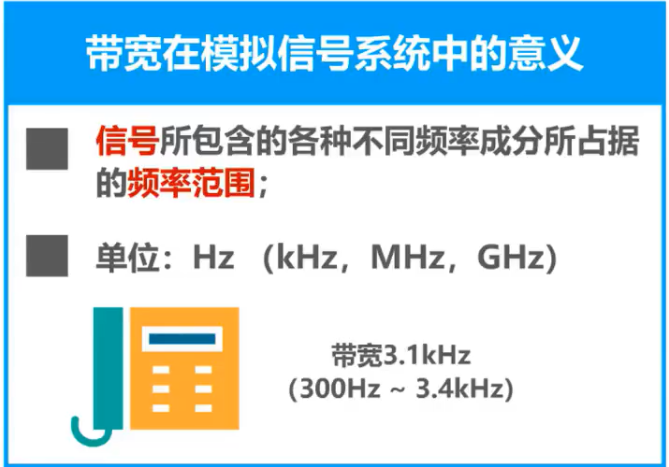 带宽在模拟信号系统中的意义
信号所包含的各种不同频率成分所占据
的频率范围；
单位：Hz （kHz，MHz，GHz）
带宽3.1kHz
（300Hz ~ 3.4kHz）